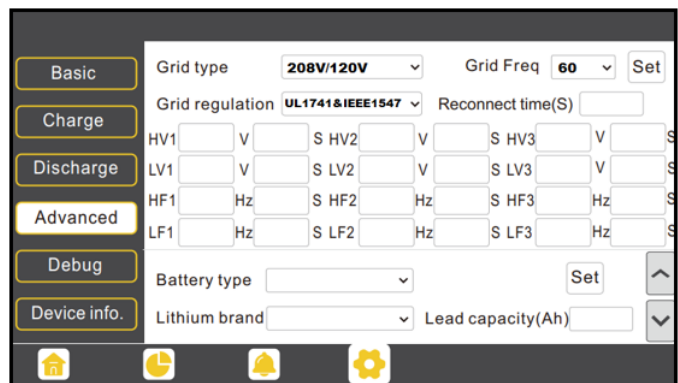 Basic
Charge
Discharge
Advanced
Debug
Device info.
Grid type 208V/120V Grid Freq 60 Set
Grid regulation UL1741&IEEE1547 Reconnect time(S)
HV1 V S HV2 V S HV3 V S
LV1 V S LV2 V S LV3 V S
HF1 Hz S HF2 Hz S HF3 Hz S
LF1 Hz S LF2 Hz S LF3 Hz S
Battery type Set
Lithium brand Lead capacity(Ah)